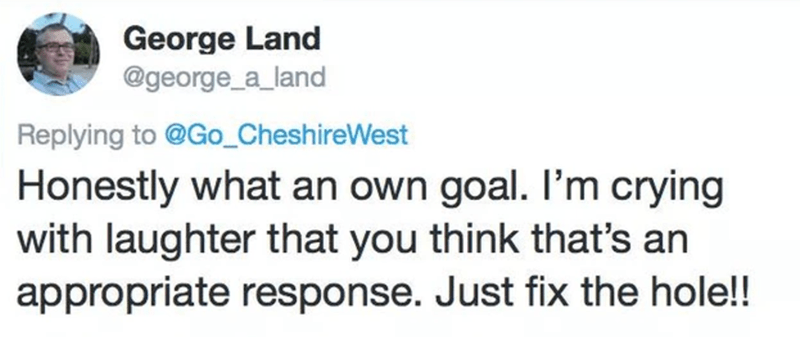 George Land
@george_a_land
Replying to @Go_CheshireWest
Honestly what an own goal. I’m crying
with laughter that you think that’s an
appropriate response. Just fix the hole!!